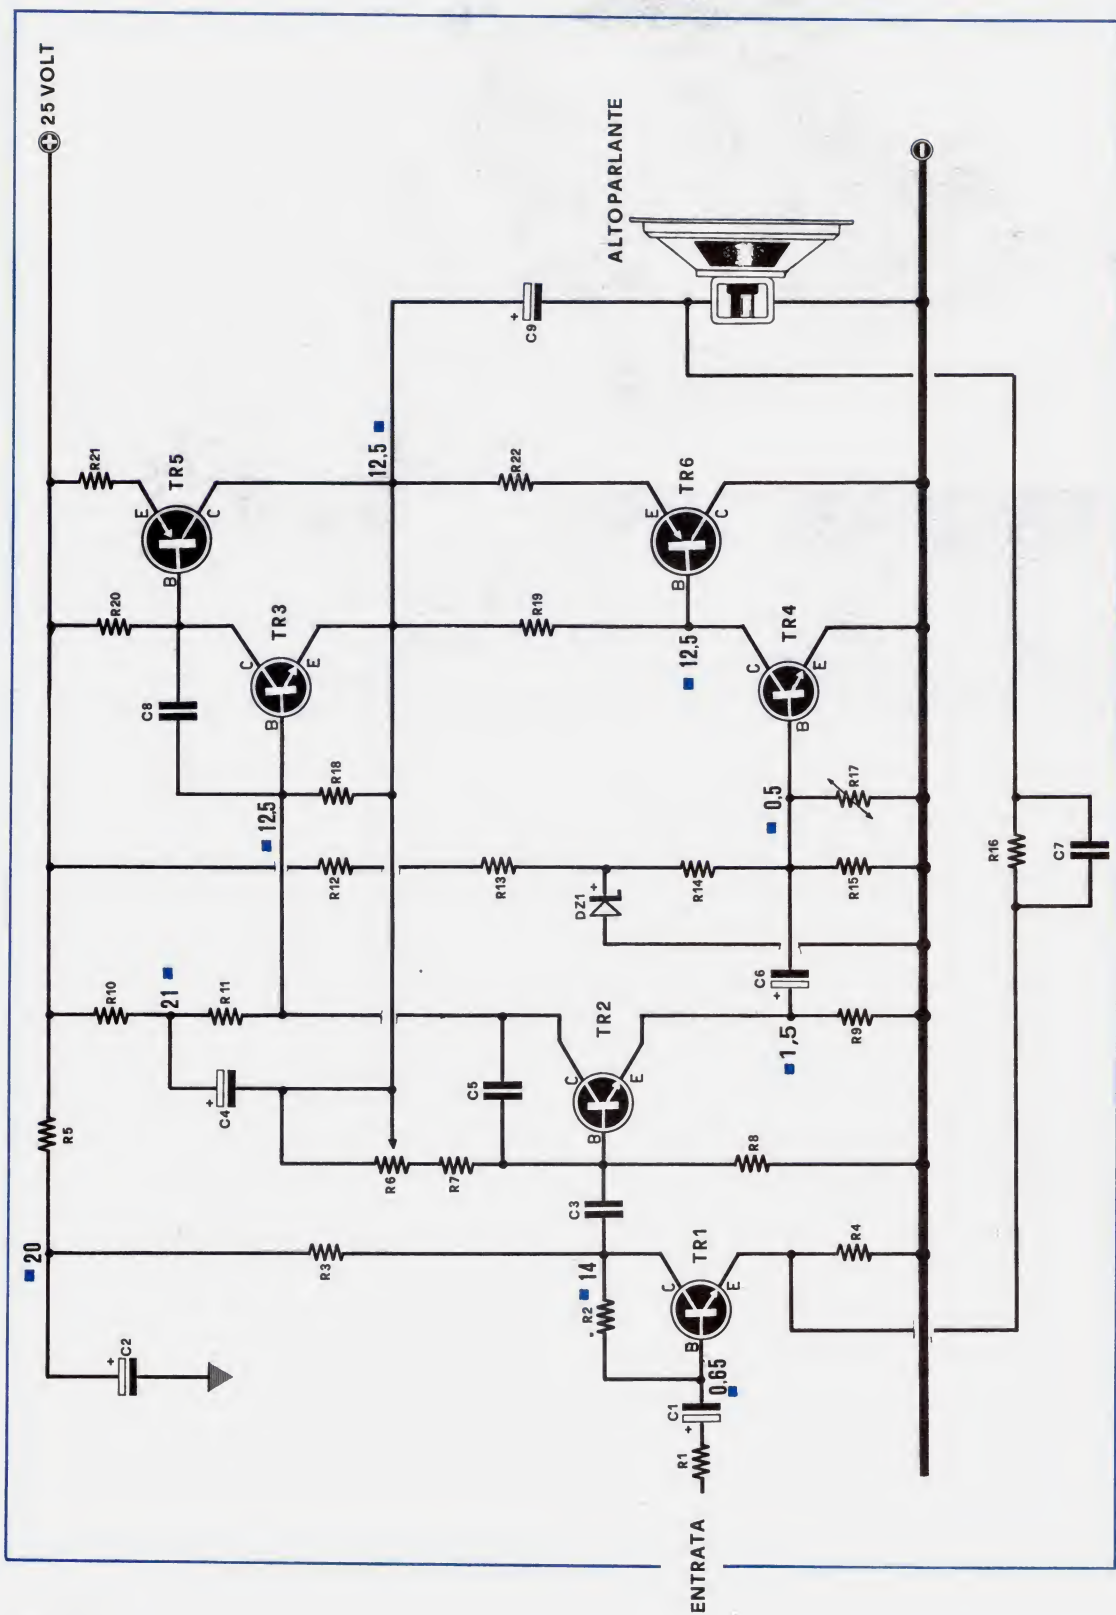 25 VOLT
R21
E
TR5
B
C
R20
TR3
C
B
E
C8
R18
12,5
12,5
R12
R10
21
R11
C4
R5
20
C2
R3
R6
R7
C5
C3
14
R2
R1
C1
0,65
ENTRATA
TR1
B
C
E
R4
TR2
B
C
E
R8
1,5
R9
C6
DZ1
R13
R14
R15
0,5
R17
TR4
B
C
E
12,5
R19
TR6
B
E
C
R22
C9
ALTOPARLANTE
R16
C7